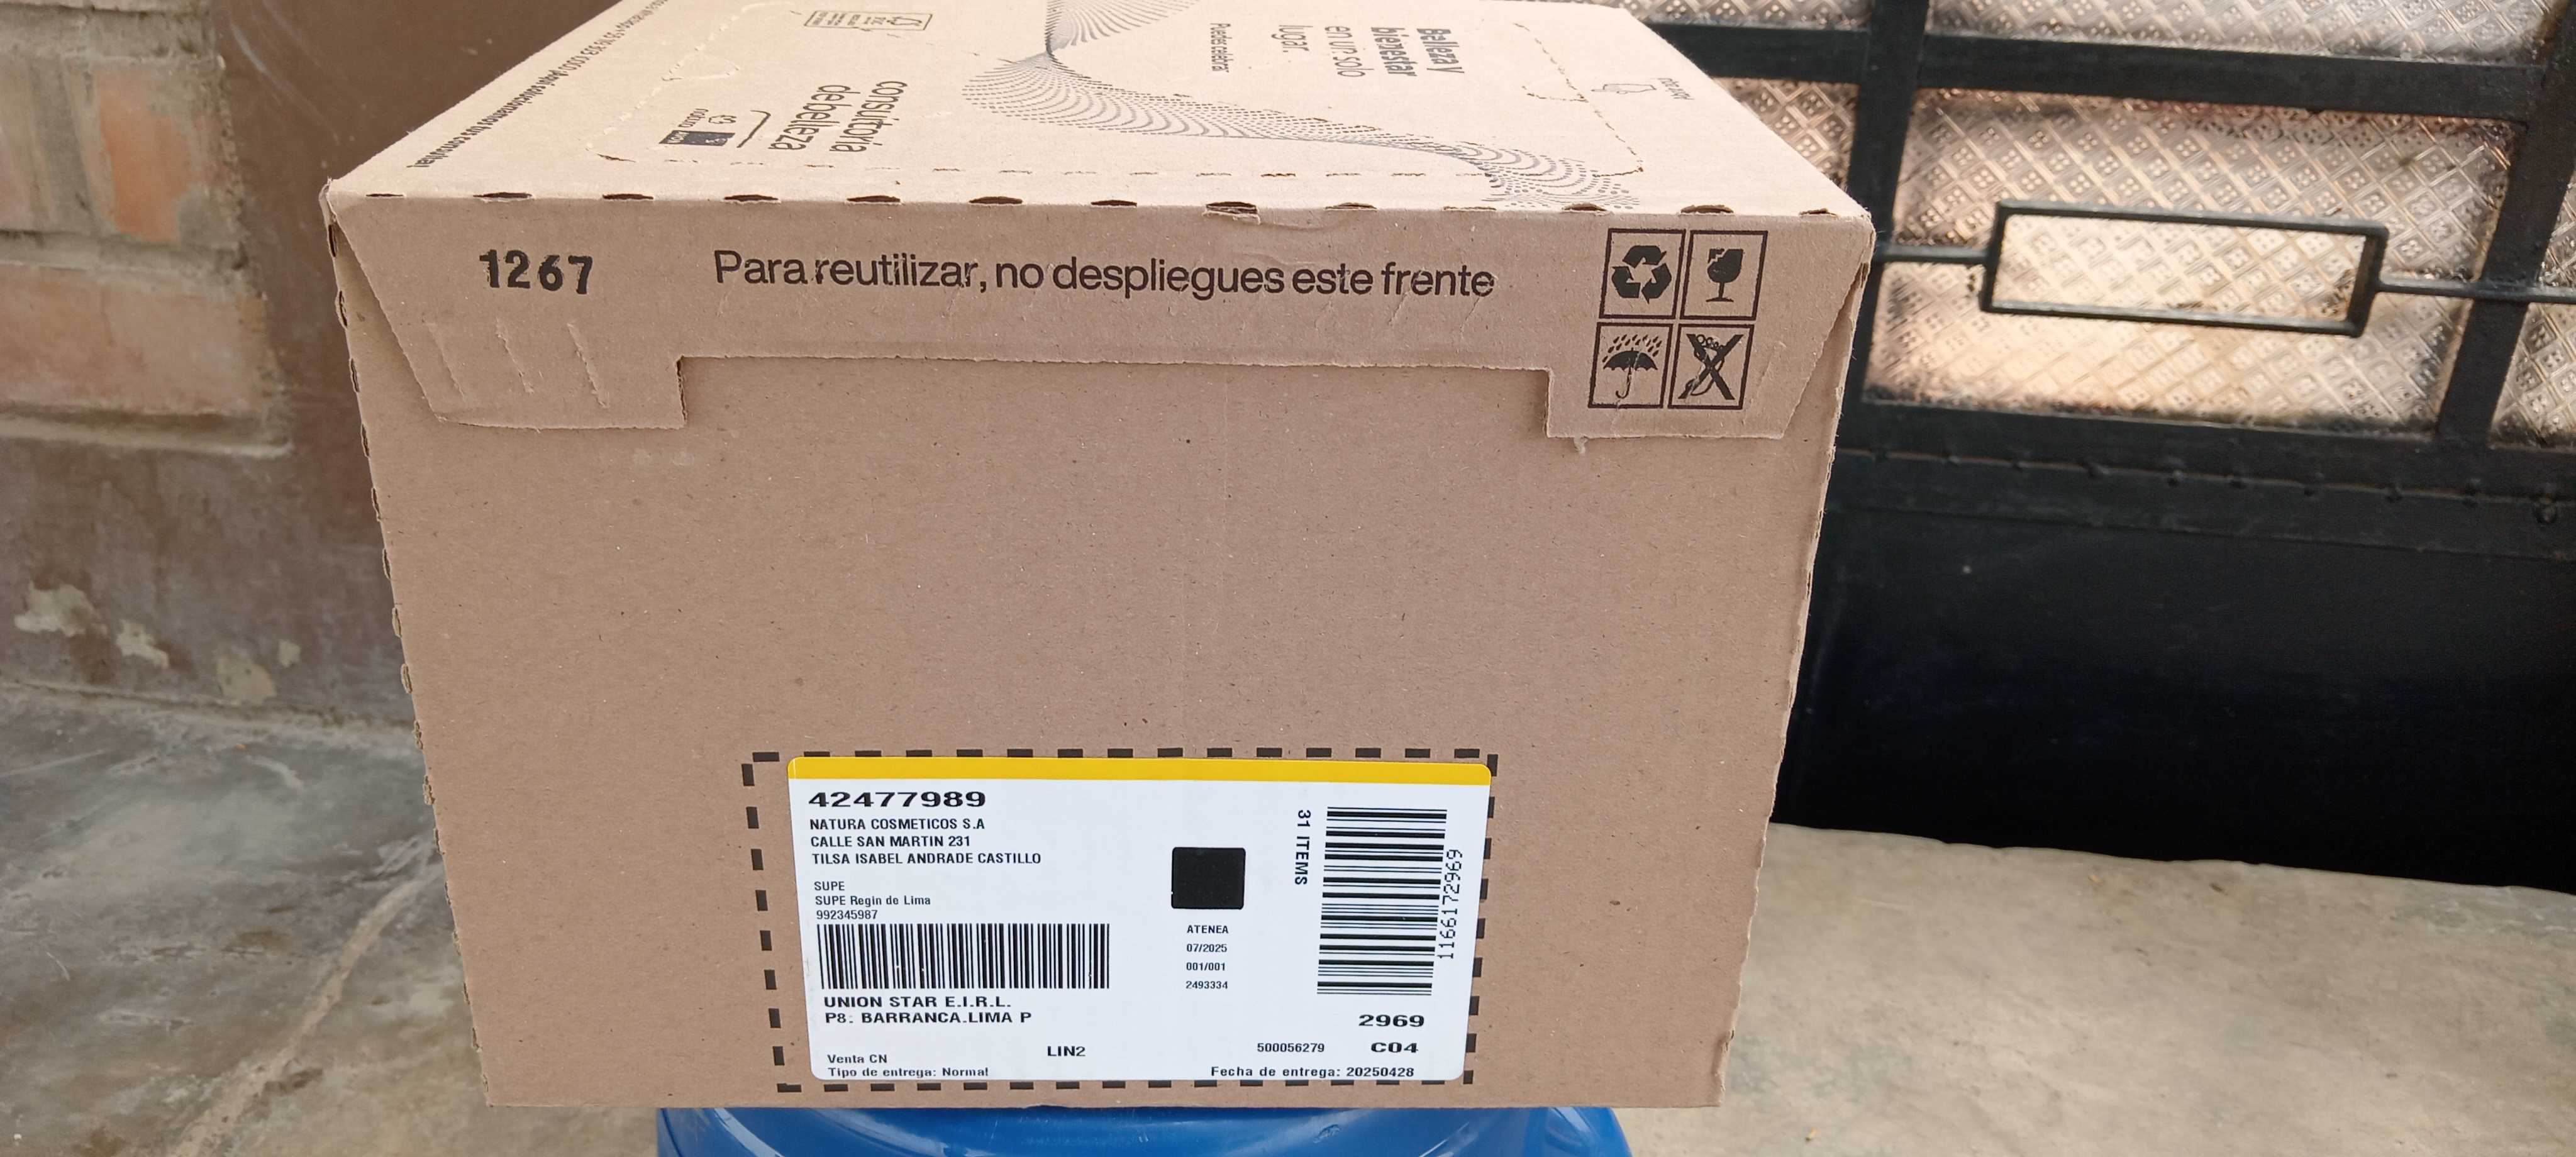 Belleza y
bienestar
en un solo
lugar.
consultoría
de belleza
1267
Para reutilizar, no despliegues este frente
42477989
NATURA COSMETICOS S.A
CALLE SAN MARTIN 231
TILSA ISABEL ANDRADE CASTILLO
SUPE
SUPE Regin de Lima
992345987
UNION STAR E.I.R.L.
P8: BARRANCA.LIMA P
Venta CN
Tipo de entrega: Normal
LIN2
ATENEA
07/2025
001/001
2493334
31 ITEMS
1166172969
2969
500056279 C04
Fecha de entrega: 20250428